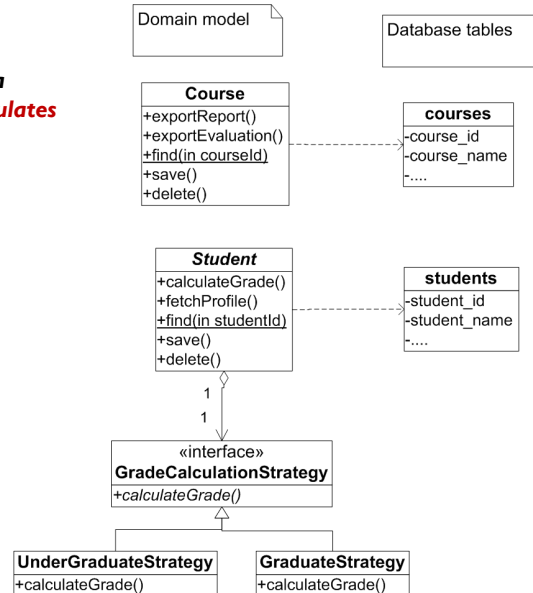 Domain model
Database tables
Course
+exportReport()
+exportEvaluation()
+find(in courseId)
+save()
+delete()
courses
-course_id
-course_name
-....
Student
+calculateGrade()
+fetchProfile()
+find(in studentId)
+save()
+delete()
students
-student_id
-student_name
-....
1
1
«interface»
GradeCalculationStrategy
+calculateGrade()
UnderGraduateStrategy
+calculateGrade()
GraduateStrategy
+calculateGrade()